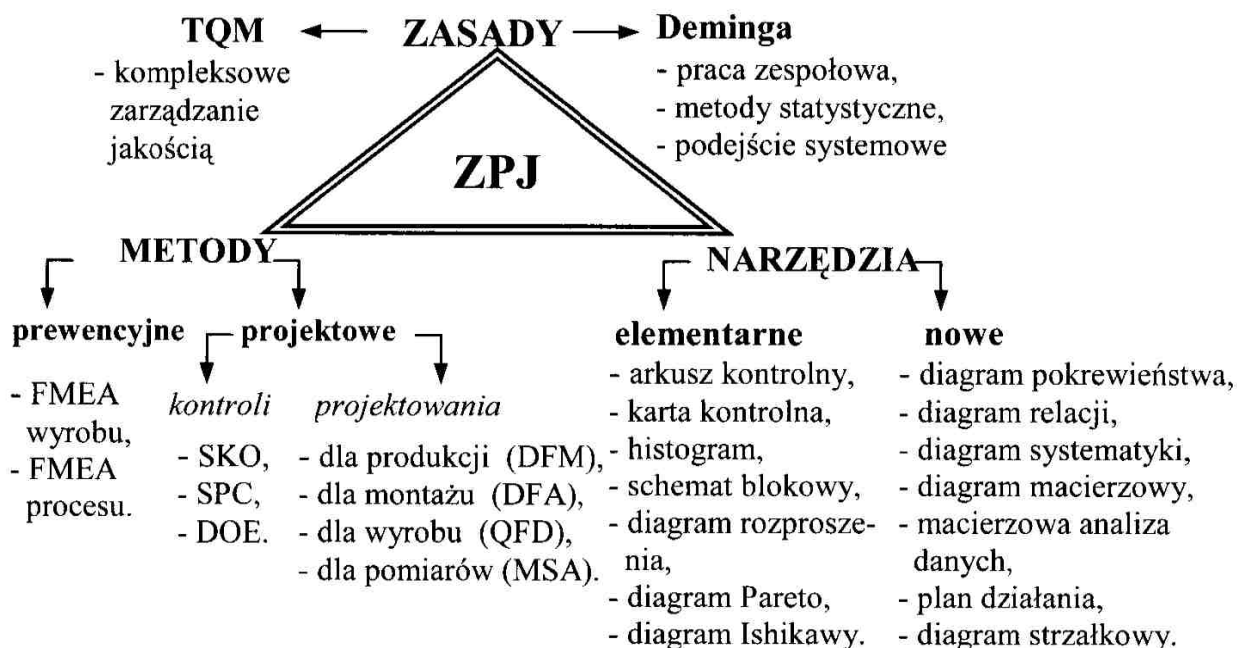 TQM ZASADY Deminga
- kompleksowe
zarządzanie
jakością
- praca zespołowa,
- metody statystyczne,
- podejście systemowe
ZPJ
METODY
prewencyjne projektowe
- FMEA
wyrobu,
- FMEA
procesu.
kontroli
- SKO,
- SPC,
- DOE.
projektowania
- dla produkcji (DFM),
- dla montażu (DFA),
- dla wyrobu (QFD),
- dla pomiarów (MSA).
NARZĘDZIA
elementarne
- arkusz kontrolny,
- karta kontrolna,
- histogram,
- schemat blokowy,
- diagram rozprosze-
nia,
- diagram Pareto,
- diagram Ishikawy.
nowe
- diagram pokrewieństwa,
- diagram relacji,
- diagram systematyki,
- diagram macierzowy,
- macierzowa analiza
danych,
- plan działania,
- diagram strzałkowy.